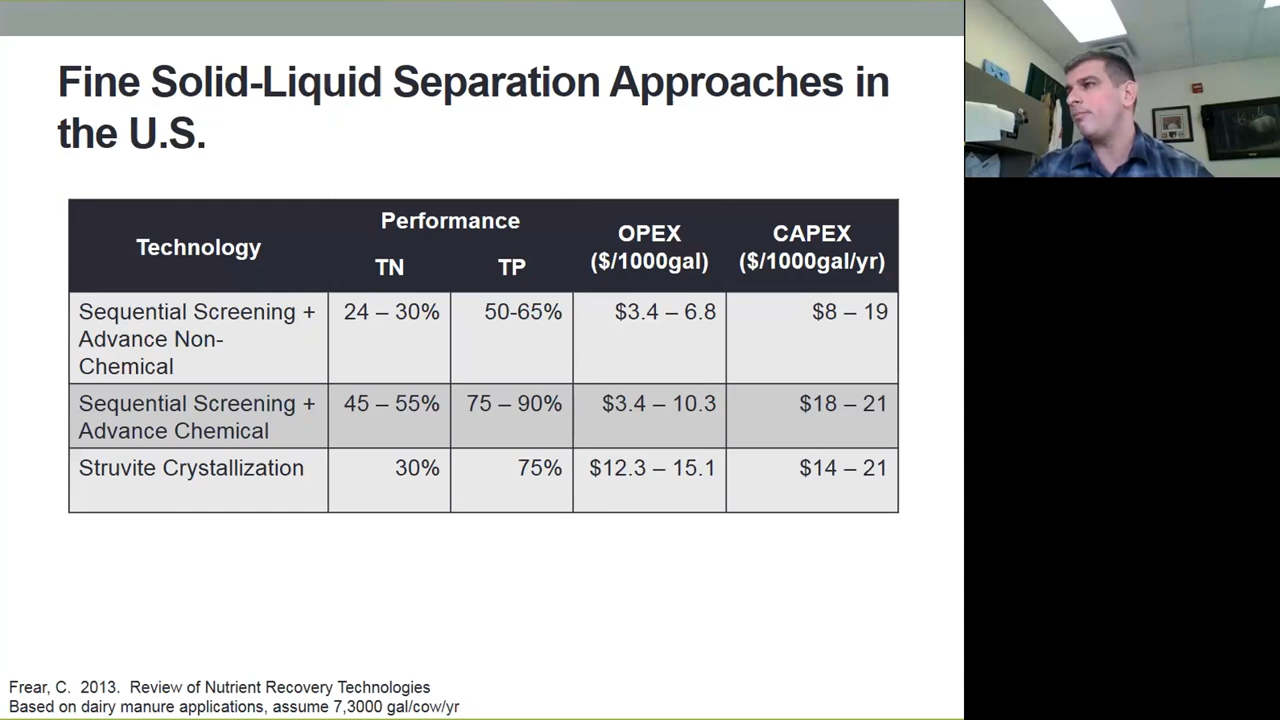 Fine Solid-Liquid Separation Approaches in
the U.S.
Technology
Performance
TN
TP
OPEX
($/1000gal)
CAPEX
($/1000gal/yr)
Sequential Screening +
Advance Non-
Chemical
24 – 30%
50-65%
$3.4 – 6.8
$8 – 19
Sequential Screening +
Advance Chemical
45 – 55%
75 – 90%
$3.4 – 10.3
$18 – 21
Struvite Crystallization
30%
75%
$12.3 – 15.1
$14 – 21
Frear, C. 2013. Review of Nutrient Recovery Technologies
Based on dairy manure applications, assume 7,3000 gal/cow/yr